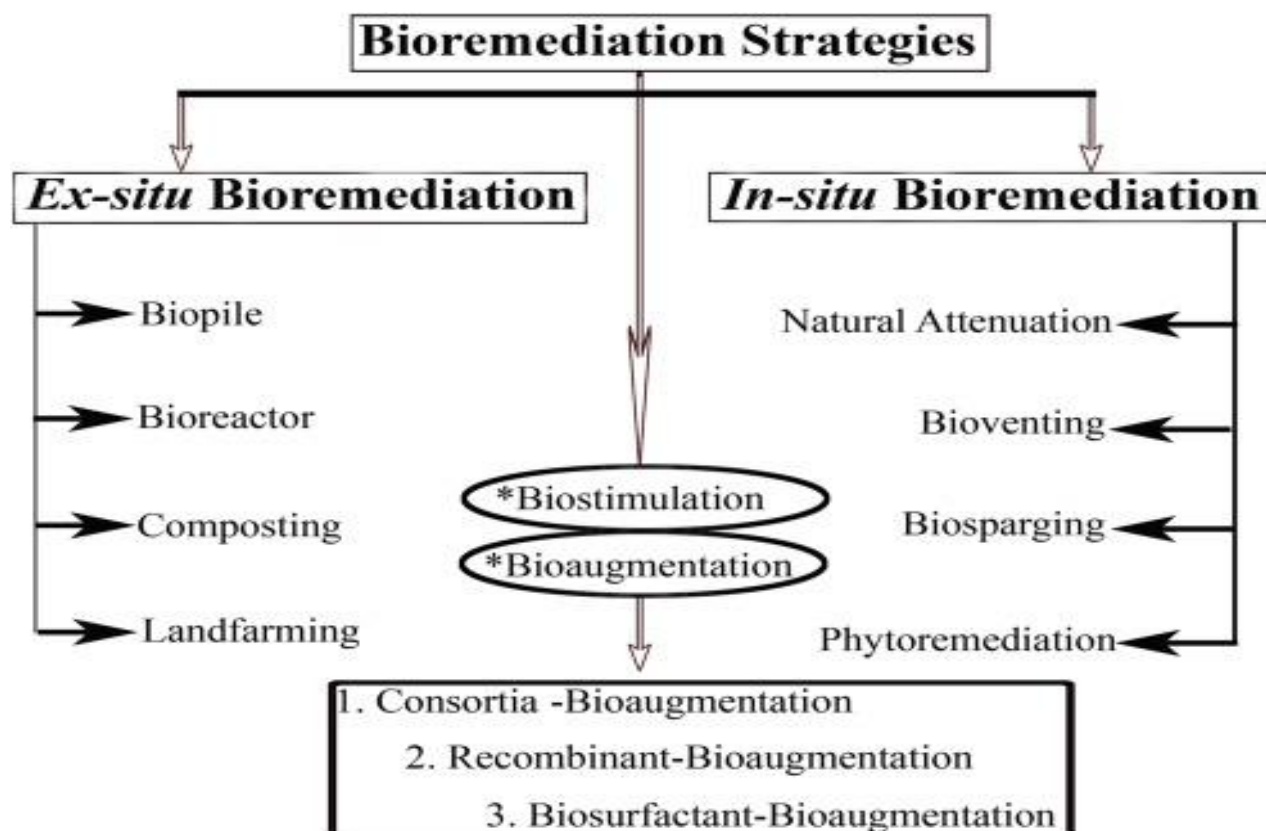 Bioremediation Strategies
Ex-situ Bioremediation
In-situ Bioremediation
Biopile
Bioreactor
Composting
Landfarming
*Biostimulation
*Bioaugmentation
Natural Attenuation
Bioventing
Biosparging
Phytoremediation
1. Consortia -Bioaugmentation
2. Recombinant-Bioaugmentation
3. Biosurfactant-Bioaugmentation